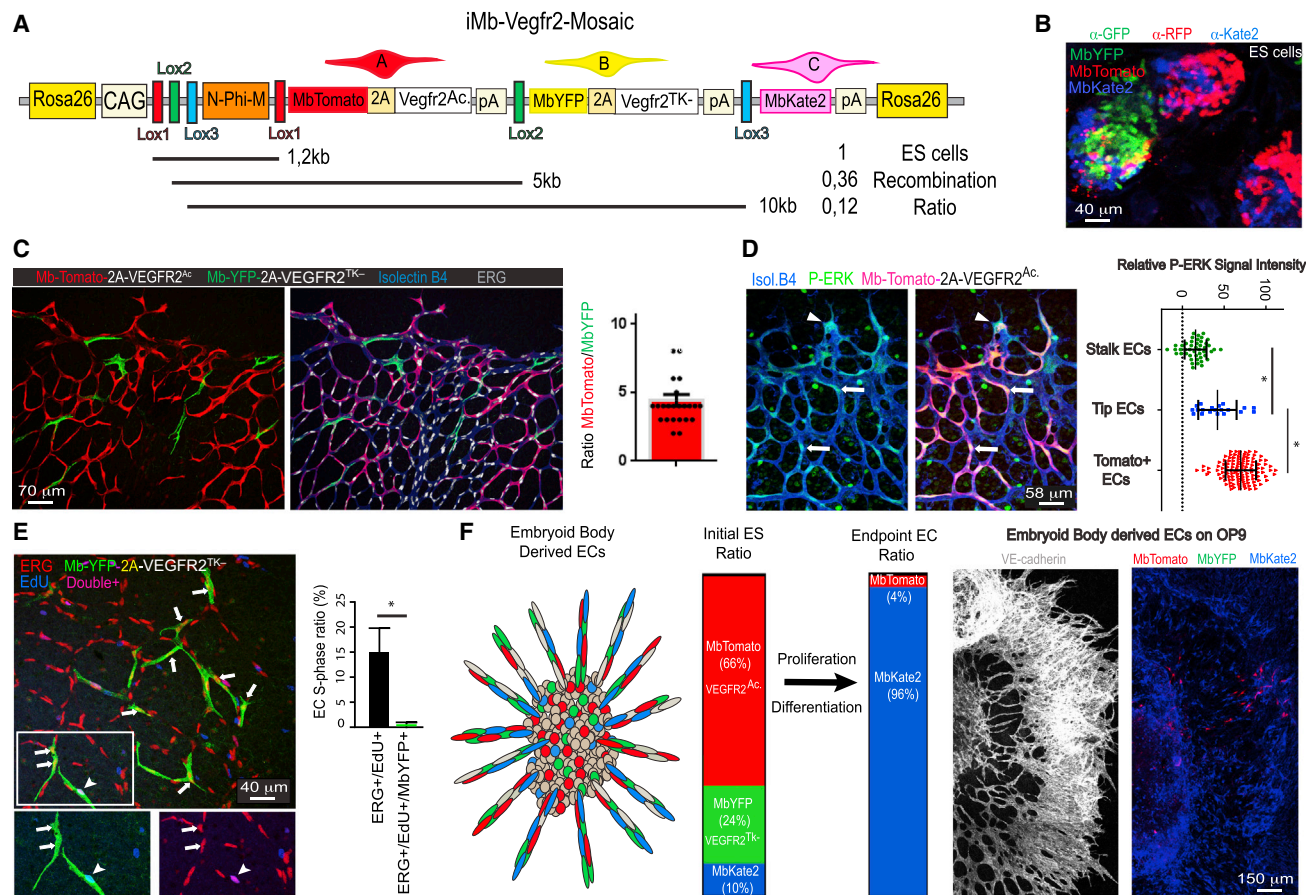 A
iMb-Vegfr2-Mosaic
A
B
C
Lox2
Rosa26
CAG
N-Phi-M
MbTomato
2A
Vegfr2Ac.
pA
MbYFP
2A
Vegfr2TK-
pA
MbKate2
pA
Rosa26
Lox1
Lox3
Lox1
Lox2
Lox3
1,2kb
5kb
10kb
1 ES cells
0,36 Recombination
0,12 Ratio
B
α-GFP α-RFP α-Kate2
MbYFP
MbTomato
MbKate2
ES cells
40 μm
C
Mb-Tomato-2A-VEGFR2Ac Mb-YFP-2A-VEGFR2TK– Isolectin B4 ERG
70 μm
Ratio MbTomato/MbYFP
10
5
0
D
Isol.B4 P-ERK Mb-Tomato-2A-VEGFR2Ac.
58 μm
Relative P-ERK Signal Intensity
0
50
100
Stalk ECs
Tip ECs
Tomato+
ECs
*
*
E
ERG Mb-YFP-2A-VEGFR2TK–
EdU Double+
40 μm
EC S-phase ratio (%)
25
20
15
10
5
0
*
ERG+/EdU+
ERG+/EdU+/MbYFP+
F
Embryoid Body
Derived ECs
Initial ES
Ratio
MbTomato
(66%)
VEGFR2Ac.
MbYFP
(24%)
VEGFR2Tk-
MbKate2
(10%)
Proliferation
Differentiation
Endpoint EC
Ratio
MbTomato
(4%)
MbKate2
(96%)
Embryoid Body derived ECs on OP9
VE-cadherin
MbTomato MbYFP MbKate2
150 μm